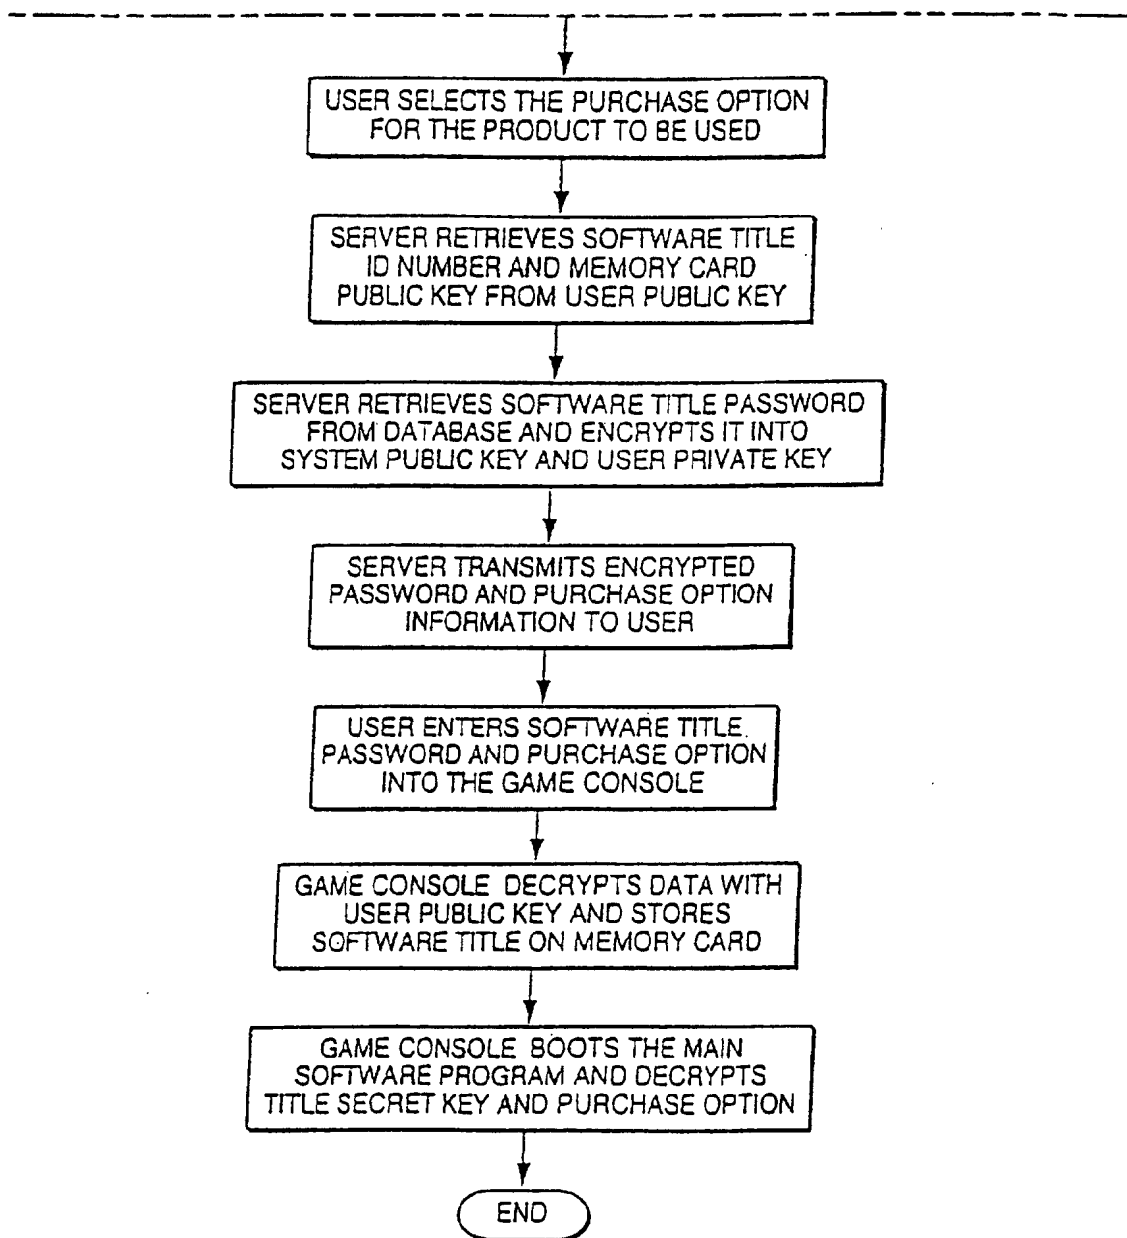 USER SELECTS THE PURCHASE OPTION
FOR THE PRODUCT TO BE USED
SERVER RETRIEVES SOFTWARE TITLE
ID NUMBER AND MEMORY CARD
PUBLIC KEY FROM USER PUBLIC KEY
SERVER RETRIEVES SOFTWARE TITLE PASSWORD
FROM DATABASE AND ENCRYPTS IT INTO
SYSTEM PUBLIC KEY AND USER PRIVATE KEY
SERVER TRANSMITS ENCRYPTED
PASSWORD AND PURCHASE OPTION
INFORMATION TO USER
USER ENTERS SOFTWARE TITLE
PASSWORD AND PURCHASE OPTION
INTO THE GAME CONSOLE
GAME CONSOLE DECRYPTS DATA WITH
USER PUBLIC KEY AND STORES
SOFTWARE TITLE ON MEMORY CARD
GAME CONSOLE BOOTS THE MAIN
SOFTWARE PROGRAM AND DECRYPTS
TITLE SECRET KEY AND PURCHASE OPTION
END